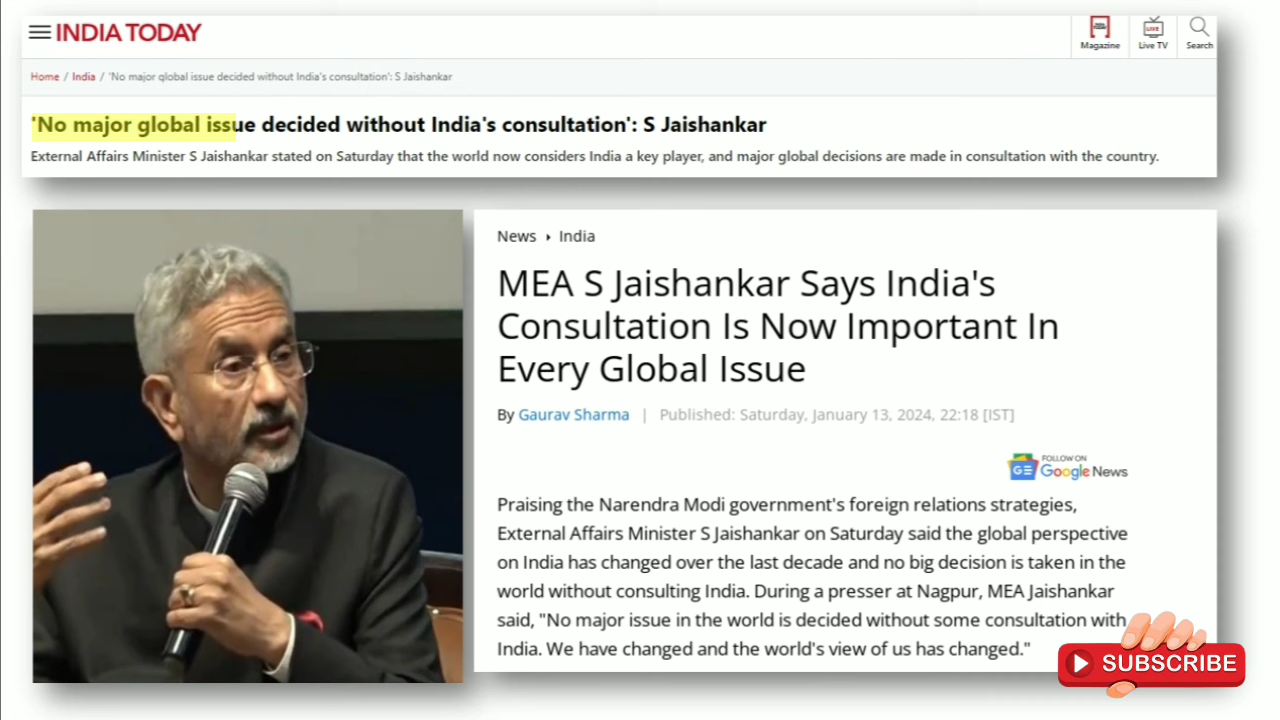 INDIA TODAY
Magazine
LIVE
Live TV
Search
Home / India / 'No major global issue decided without India's consultation': S Jaishankar
'No major global issue decided without India's consultation': S Jaishankar
External Affairs Minister S Jaishankar stated on Saturday that the world now considers India a key player, and major global decisions are made in consultation with the country.
News › India
MEA S Jaishankar Says India's
Consultation Is Now Important In
Every Global Issue
By Gaurav Sharma | Published: Saturday, January 13, 2024, 22:18 [IST]
GE
FOLLOW ON
Google News
Praising the Narendra Modi government's foreign relations strategies,
External Affairs Minister S Jaishankar on Saturday said the global perspective
on India has changed over the last decade and no big decision is taken in the
world without consulting India. During a presser at Nagpur, MEA Jaishankar
said, "No major issue in the world is decided without some consultation with
India. We have changed and the world's view of us has changed."
SUBSCRIBE